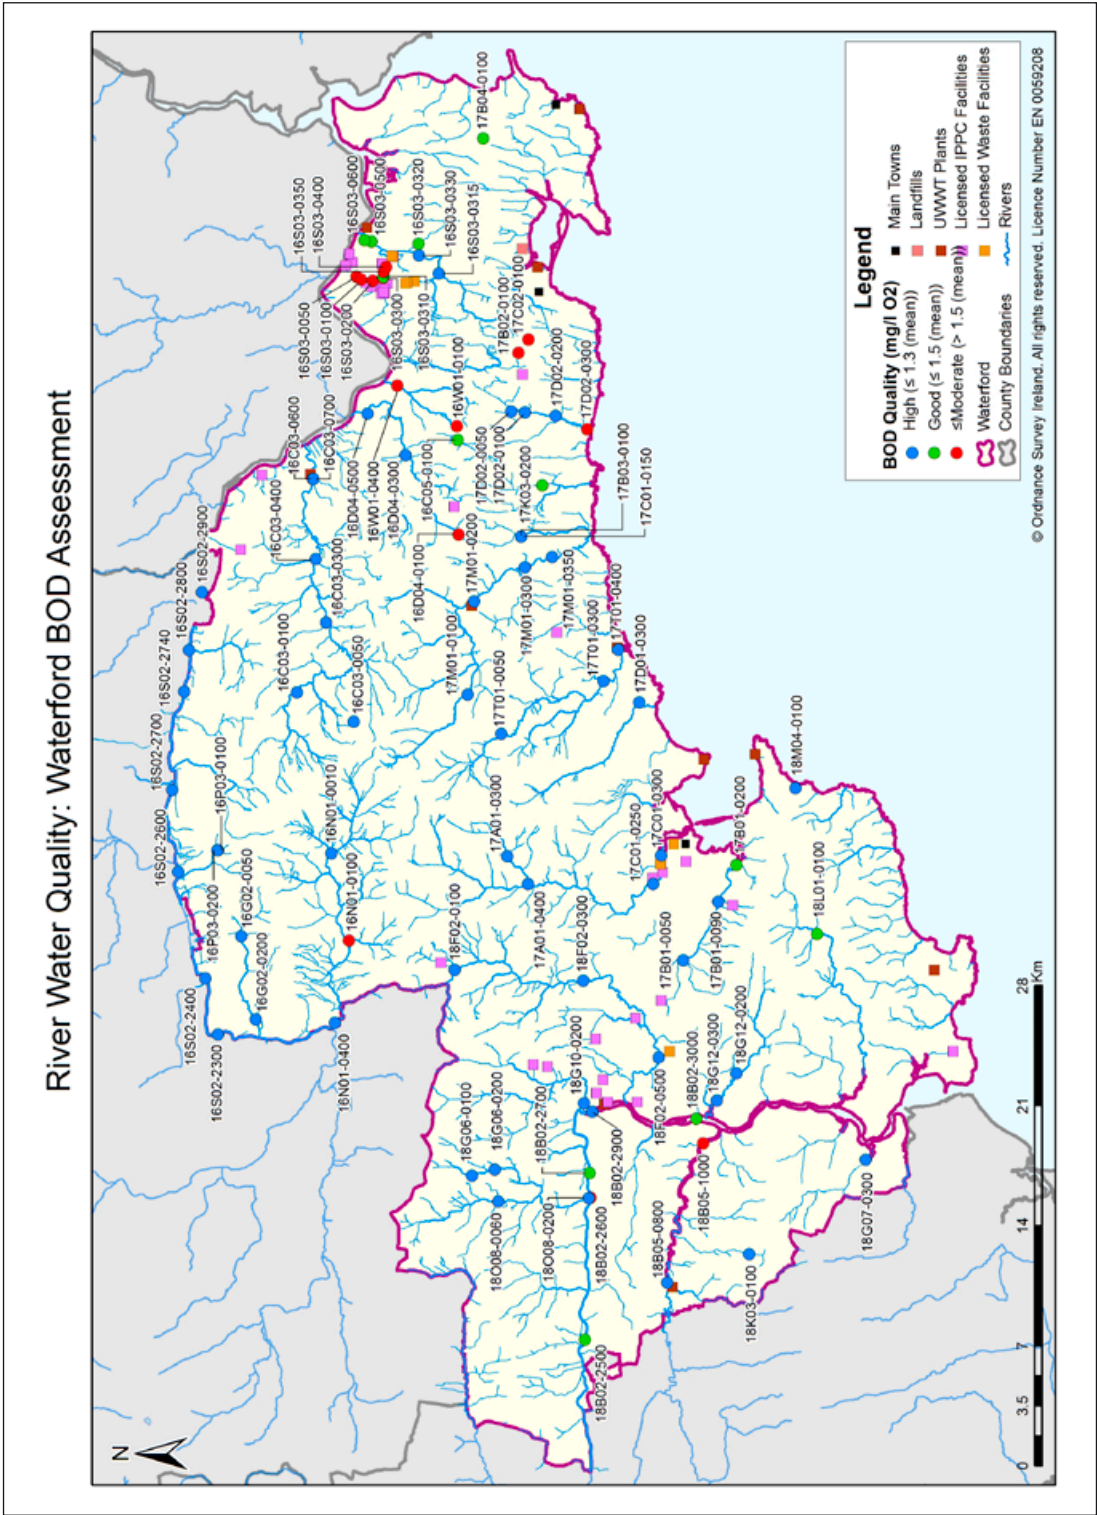 River Water Quality: Waterford BOD Assessment
N
16S02-2300
16S02-2400
16P03-0200
16S02-2600
16P03-0100
16S02-2700
16S02-2740
16S02-2800
16S02-2900
16G02-0050
16G02-0200
16N01-0010
16N01-0100
16N01-0400
16C03-0050
16C03-0100
16C03-0300
16C03-0400
16C03-0600
16C03-0700
16S03-0050
16S03-0100
16S03-0200
16S03-0350
16S03-0400
16S03-0600
16S03-0500
16S03-0320
16S03-0330
16S03-0315
16S03-0300
16S03-0310
16D04-0500
16W01-0400
16D04-0300
16C05-0100
16W01-0100
16D04-0100
17B04-0100
17B02-0100
17C02-0100
17D02-0050
17D02-0100
17D02-0200
17D02-0300
17K03-0200
17B03-0100
17C01-0150
17M01-0100
17M01-0200
17M01-0300
17M01-0350
17T01-0050
17T01-0300
17T01-0400
17D01-0300
17A01-0300
17A01-0400
17C01-0250
17C01-0300
17B01-0200
17B01-0050
17B01-0090
18M04-0100
18L01-0100
18F02-0100
18F02-0300
18F02-0500
18G10-0200
18G06-0100
18G06-0200
18B02-2700
18O08-0060
18O08-0200
18B02-2500
18B02-2600
18B02-2900
18B02-3000
18G12-0300
18G12-0200
18B05-0800
18B05-1000
18K03-0100
18G07-0300
0 3.5 7 14 21 28
Km
Legend
BOD Quality (mg/l O2)
High (≤ 1.3 (mean))
Good (≤ 1.5 (mean))
≤Moderate (> 1.5 (mean))
Waterford
County Boundaries
Main Towns
Landfills
UWWT Plants
Licensed IPPC Facilities
Licensed Waste Facilities
Rivers
© Ordnance Survey Ireland. All rights reserved. Licence Number EN 0059208